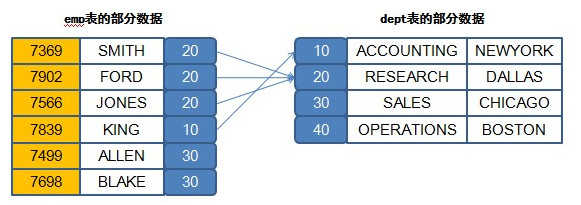 emp表的部分数据
7369 SMITH 20
7902 FORD 20
7566 JONES 20
7839 KING 10
7499 ALLEN 30
7698 BLAKE 30
dept表的部分数据
10 ACCOUNTING NEWYORK
20 RESEARCH DALLAS
30 SALES CHICAGO
40 OPERATIONS BOSTON